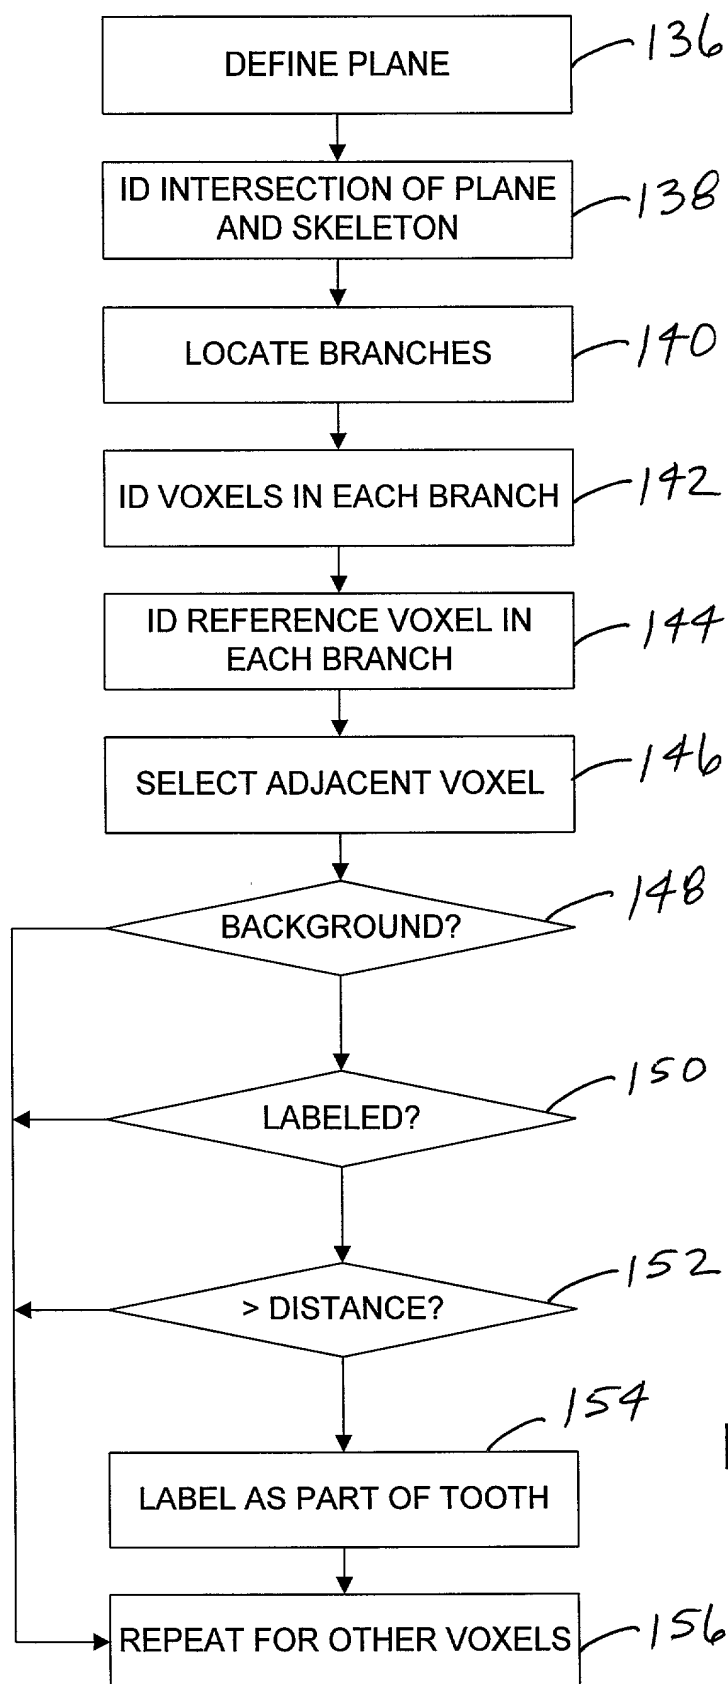 DEFINE PLANE
136
ID INTERSECTION OF PLANE
AND SKELETON
138
LOCATE BRANCHES
140
ID VOXELS IN EACH BRANCH
142
ID REFERENCE VOXEL IN
EACH BRANCH
144
SELECT ADJACENT VOXEL
146
BACKGROUND?
148
LABELED?
150
> DISTANCE?
152
154
LABEL AS PART OF TOOTH
REPEAT FOR OTHER VOXELS
156